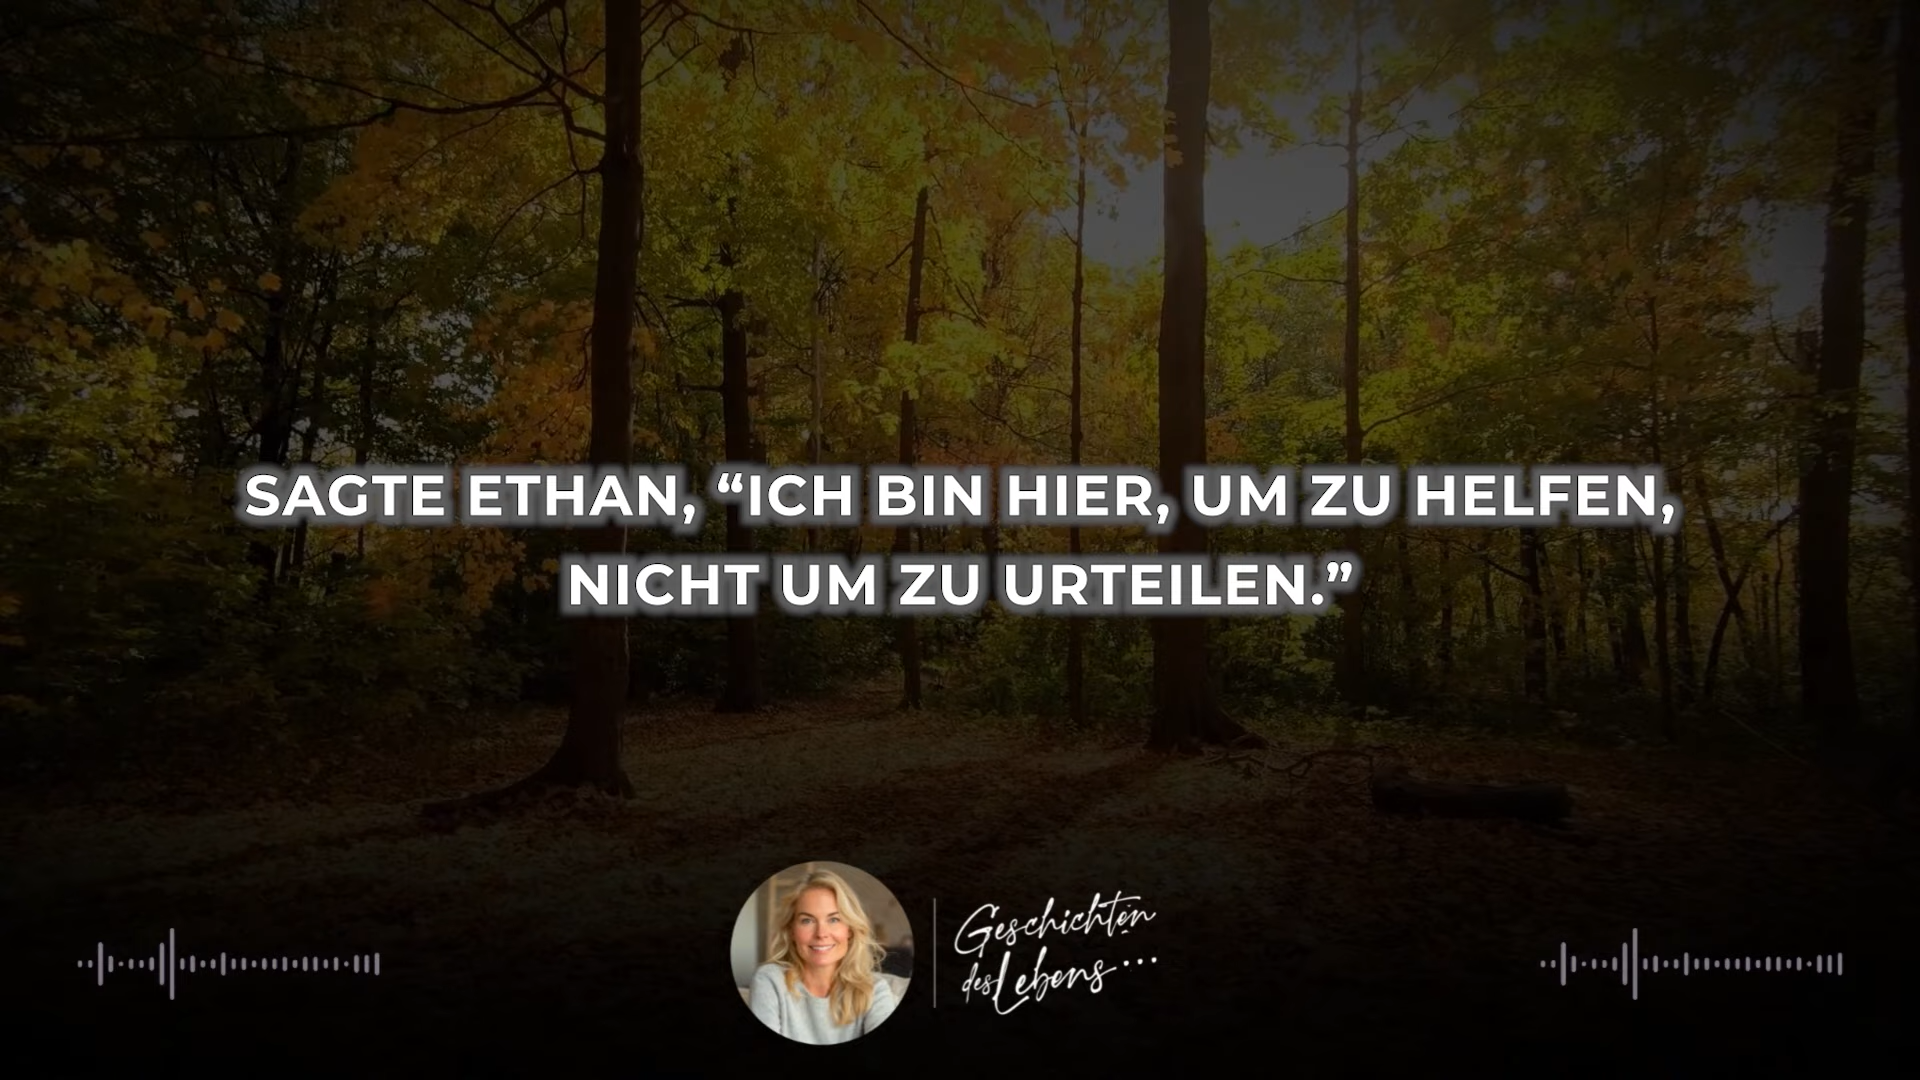 SAGTE ETHAN, “ICH BIN HIER, UM ZU HELFEN,
NICHT UM ZU URTEILEN.”
Geschichten
des Lebens...